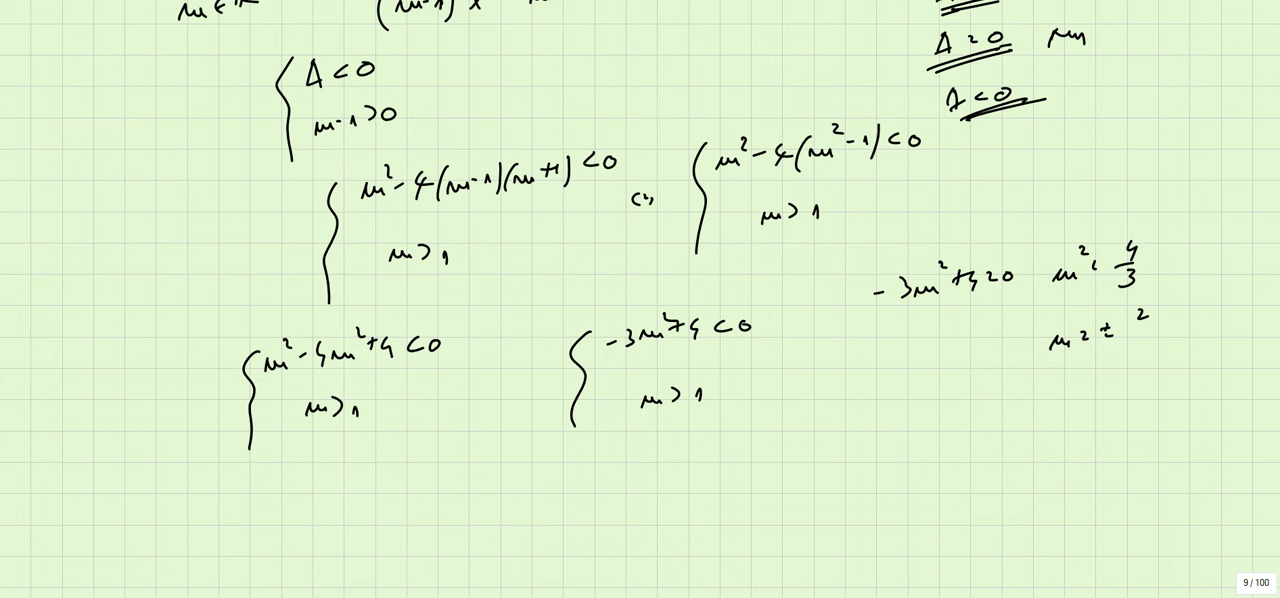 m ∈ ℝ (m-1) x
Δ<0
m-1>0
Δ=0
Δ<0
m²-4(m-1)(m+1)<0
m>1
m²-4(m²-1)<0
m>1
-3m²+4=0 m²=4/3
m=± 2
m²-4m²+4<0
m>1
-3m²+4<0
m>1
9 / 100